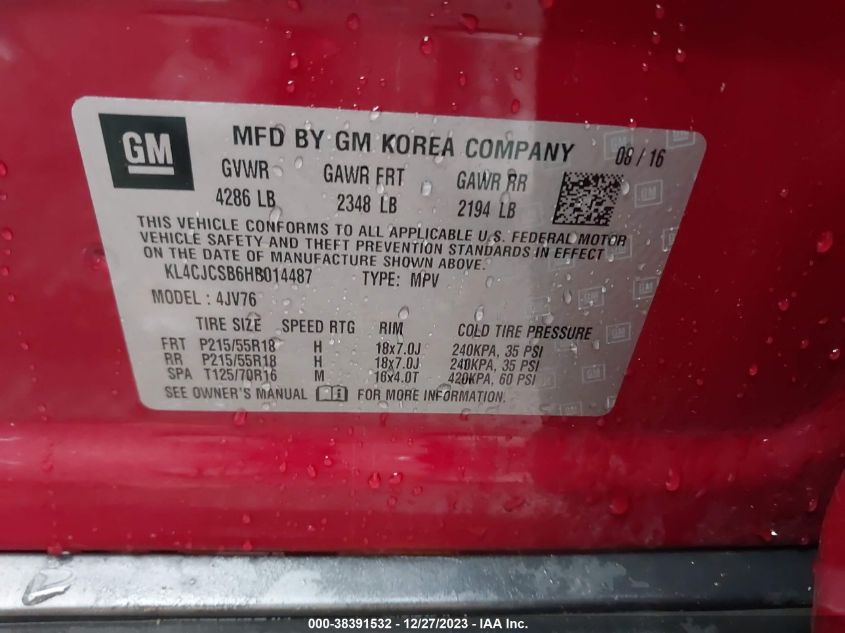 GM
MFD BY GM KOREA COMPANY 08 / 16
GVWR GAWR FRT GAWR RR
4286 LB 2348 LB 2194 LB
THIS VEHICLE CONFORMS TO ALL APPLICABLE U.S. FEDERAL MOTOR
VEHICLE SAFETY AND THEFT PREVENTION STANDARDS IN EFFECT
ON THE DATE OF MANUFACTURE SHOWN ABOVE.
KL4CJCSB6HB014487 TYPE: MPV
MODEL : 4JV76
TIRE SIZE SPEED RTG RIM COLD TIRE PRESSURE
FRT P215/55R18 H 18x7.0J 240KPA, 35 PSI
RR P215/55R18 H 18x7.0J 240KPA, 35 PSI
SPA T125/70R16 M 16x4.0T 420KPA, 60 PSI
SEE OWNER'S MANUAL FOR MORE INFORMATION.
000-38391532 - 12/27/2023 - IAA Inc.